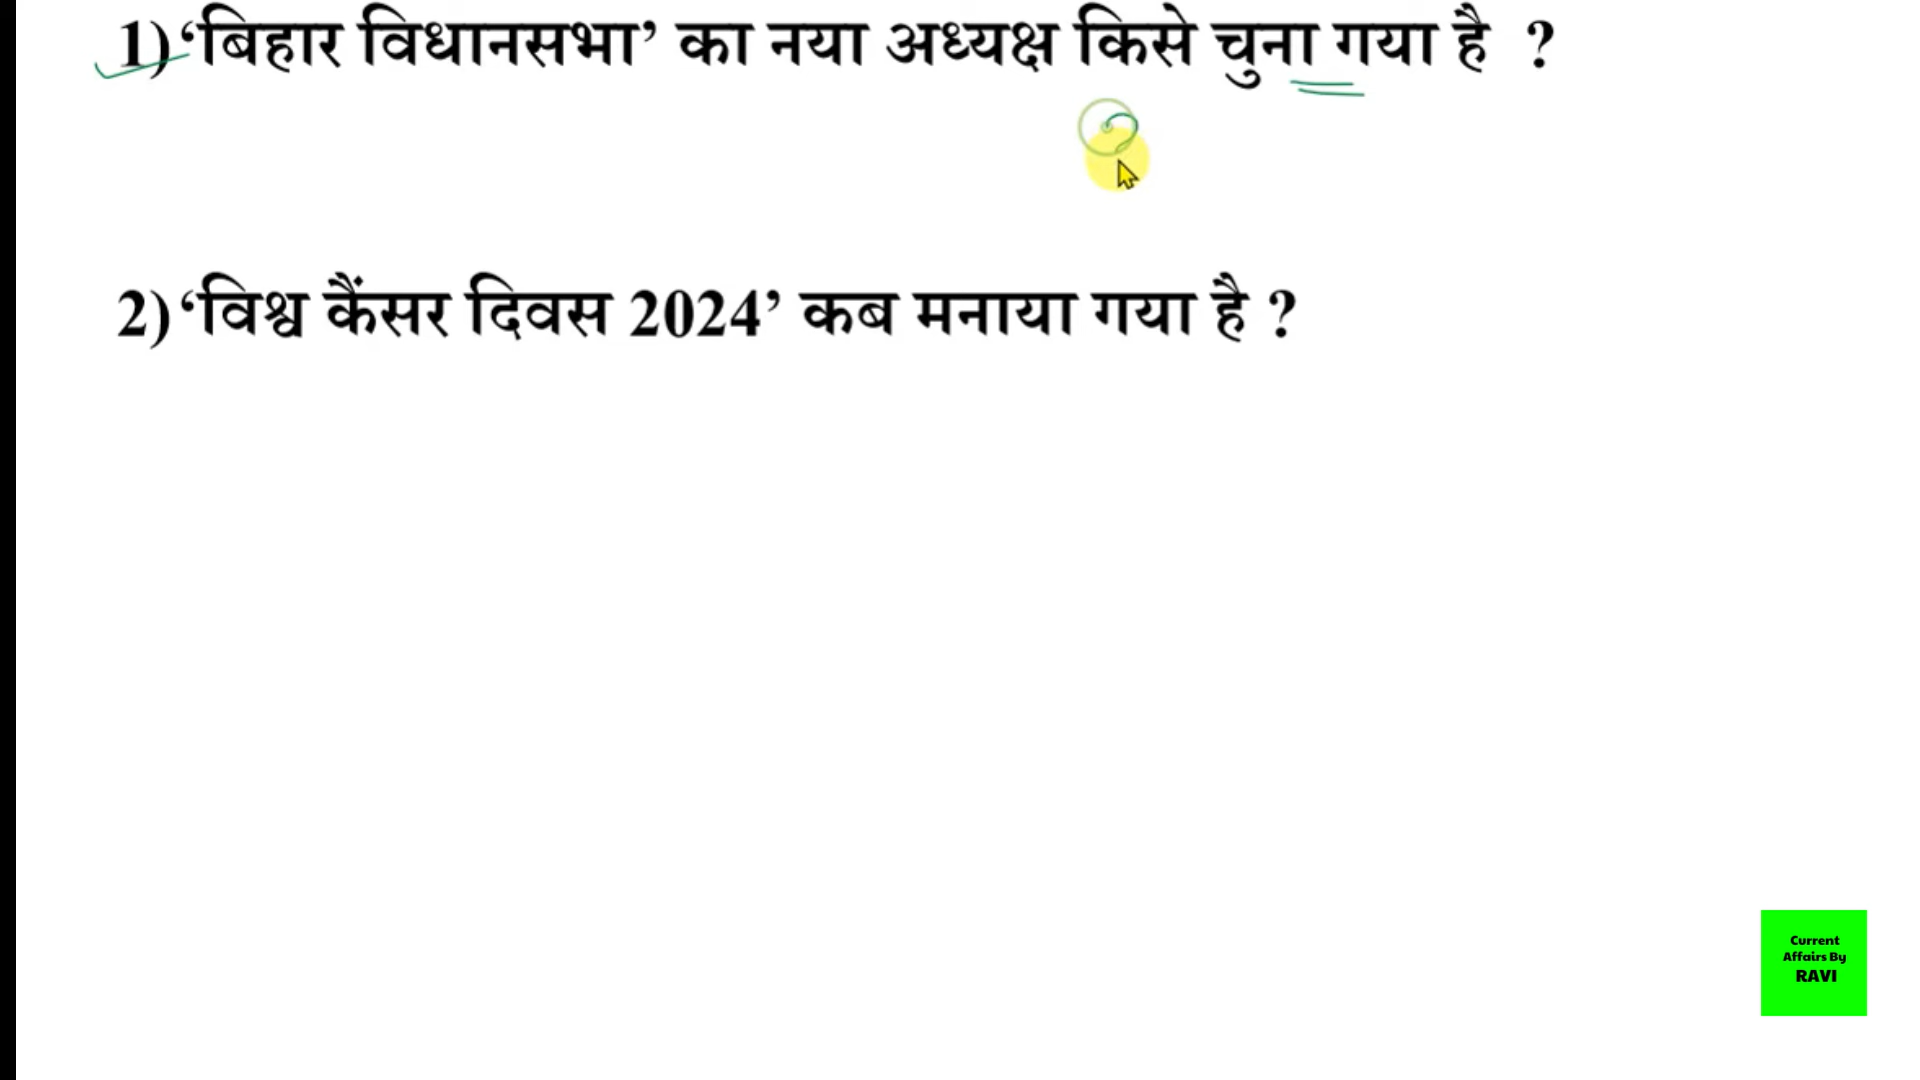 1) ‘बिहार विधानसभा’ का नया अध्यक्ष किसे चुना गया है ?
2) ‘विश्व कैंसर दिवस 2024’ कब मनाया गया है ?
Current
Affairs By
RAVI